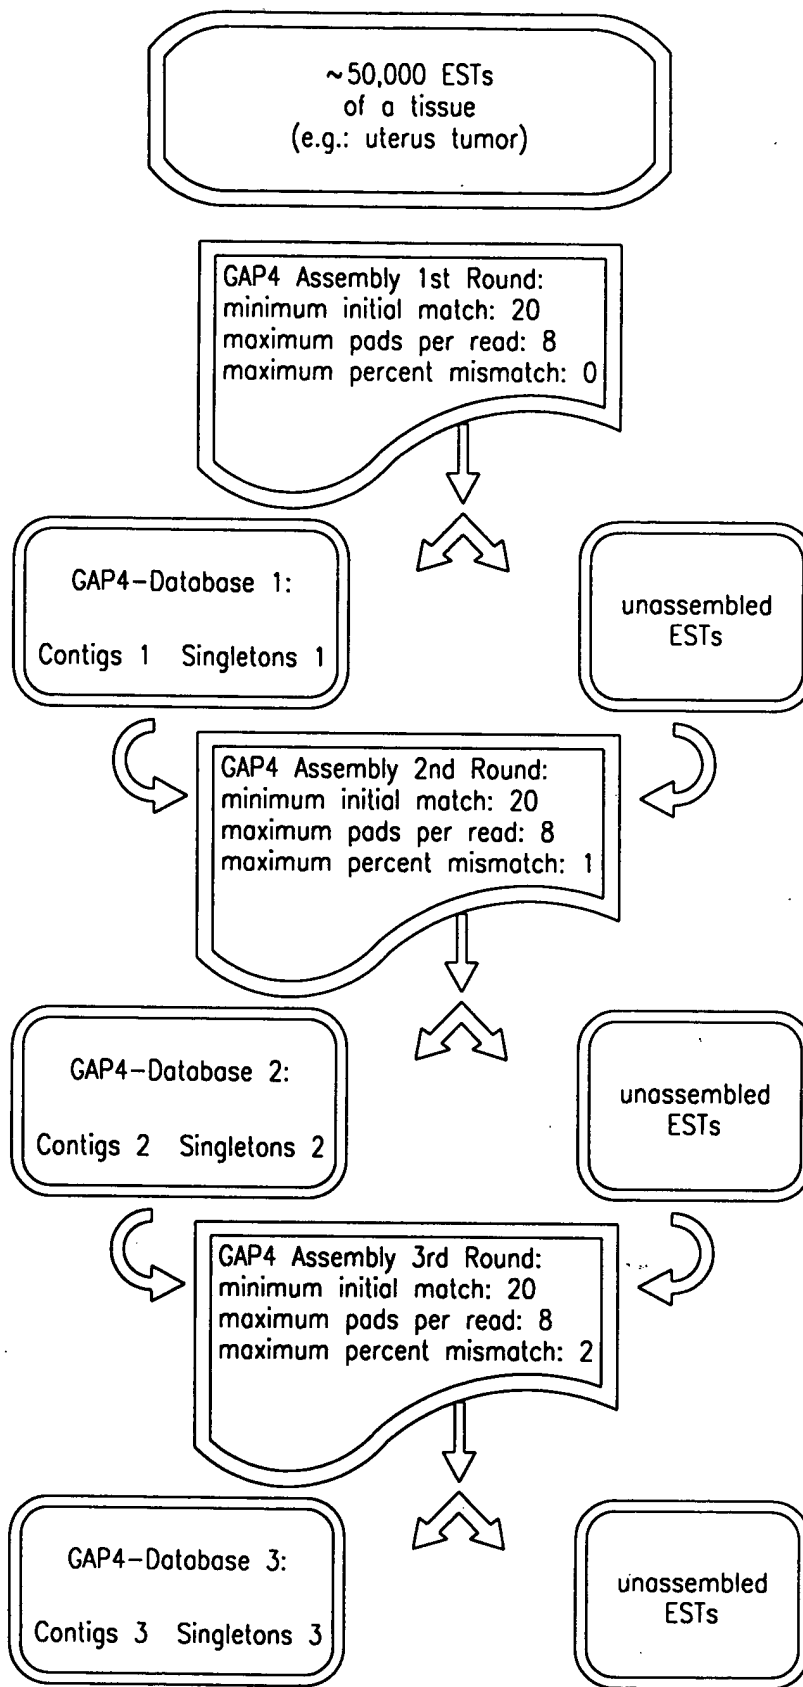 ~50,000 ESTs
of a tissue
(e.g.: uterus tumor)
GAP4 Assembly 1st Round:
minimum initial match: 20
maximum pads per read: 8
maximum percent mismatch: 0
GAP4-Database 1:
Contigs 1 Singletons 1
unassembled
ESTs
GAP4 Assembly 2nd Round:
minimum initial match: 20
maximum pads per read: 8
maximum percent mismatch: 1
GAP4-Database 2:
Contigs 2 Singletons 2
unassembled
ESTs
GAP4 Assembly 3rd Round:
minimum initial match: 20
maximum pads per read: 8
maximum percent mismatch: 2
GAP4-Database 3:
Contigs 3 Singletons 3
unassembled
ESTs